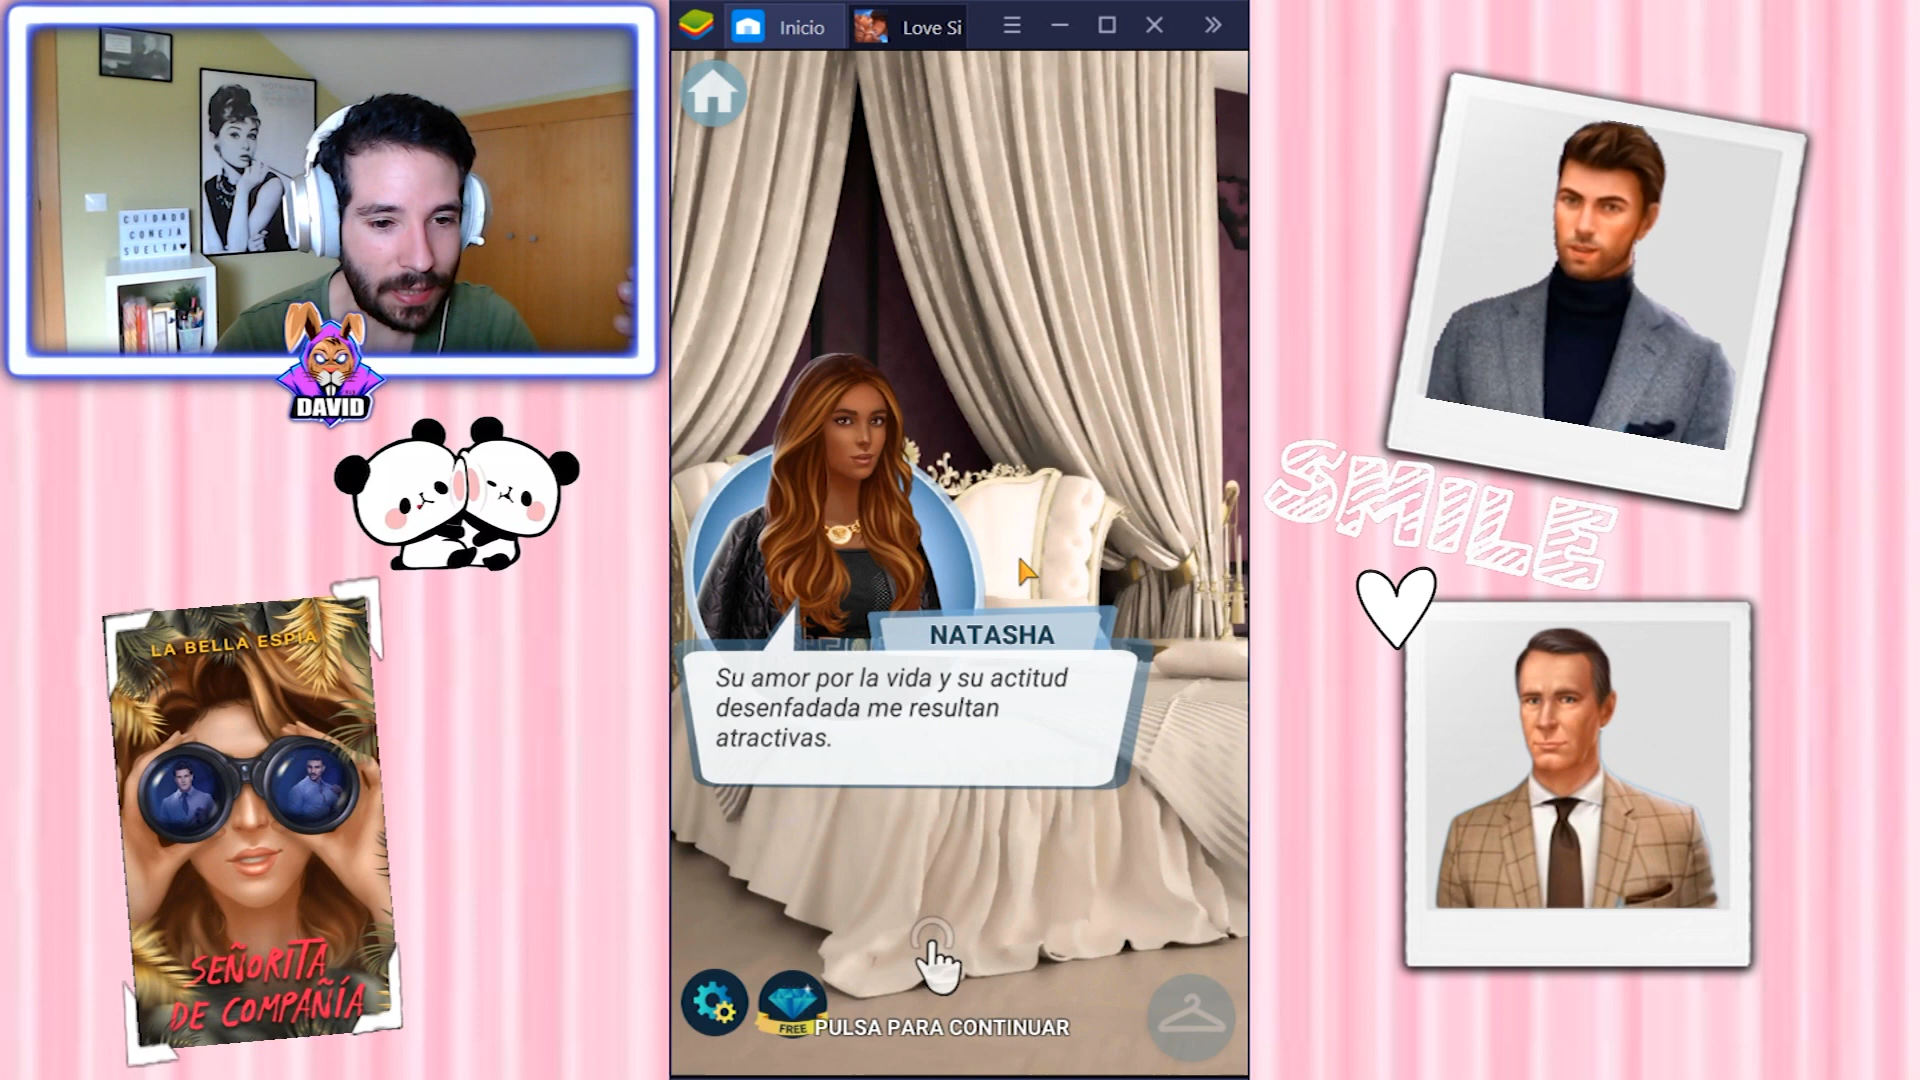 Inicio
Love Si
CUIDADO
CONEJA
SUELTA♥
DAVID
LA BELLA ESPÍA
SEÑORITA
DE COMPAÑÍA
NATASHA
Su amor por la vida y su actitud
desenfadada me resultan
atractivas.
FREE
PULSA PARA CONTINUAR
SMILE